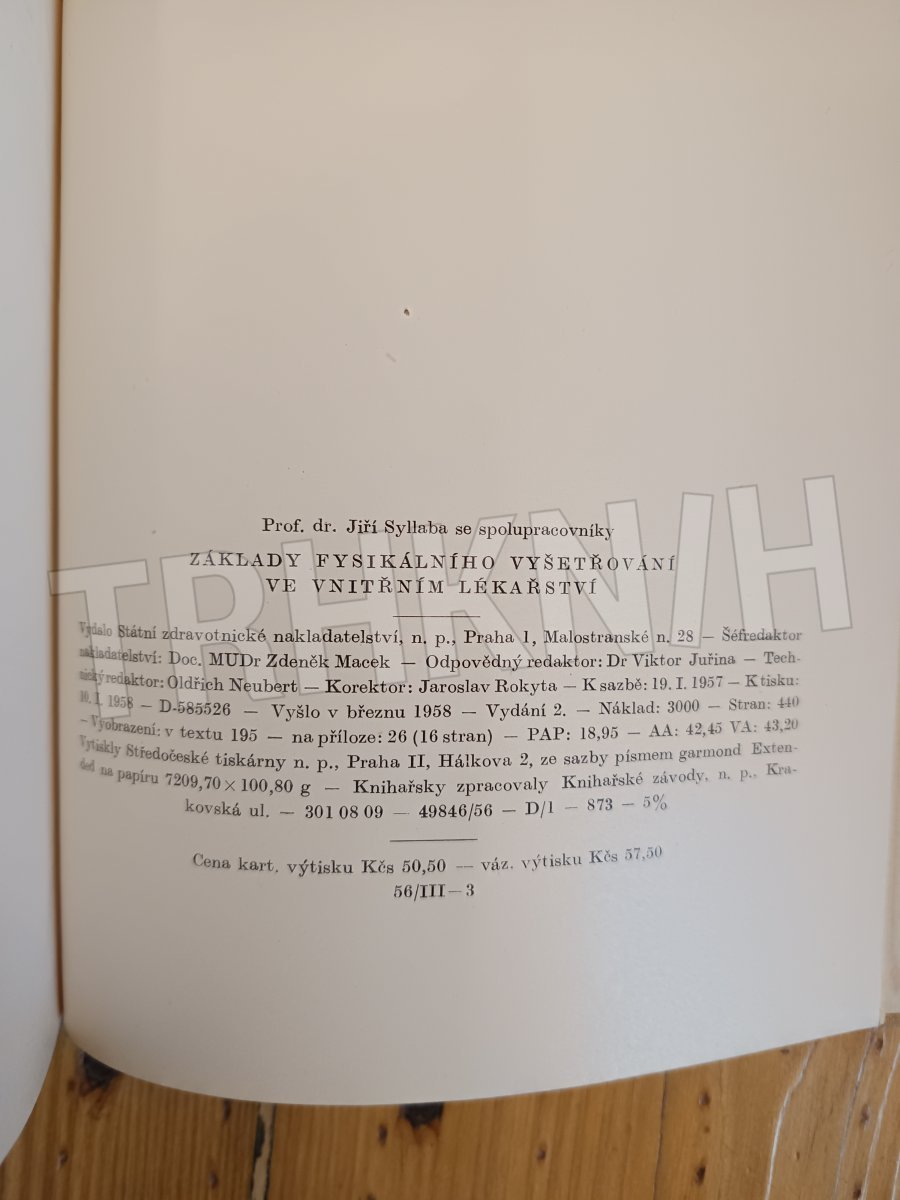 Prof. dr. Jiří Syllaba se spolupracovníky
ZÁKLADY FYSIKÁLNÍHO VYŠETŘOVÁNÍ
VE VNITŘNÍM LÉKAŘSTVÍ
Vydalo Státní zdravotnické nakladatelství, n. p., Praha 1, Malostranské n. 28 — Šéfredaktor
nakladatelství: Doc. MUDr Zdeněk Macek — Odpovědný redaktor: Dr Viktor Juřina — Tech-
nický redaktor: Oldřich Neubert — Korektor: Jaroslav Rokyta — K sazbě: 19. I. 1957 — K tisku:
10. I. 1958 — D-585526 — Vyšlo v březnu 1958 — Vydání 2. — Náklad: 3000 — Stran: 440
— Vyobrazení: v textu 195 — na příloze: 26 (16 stran) — PAP: 18,95 — AA: 42,45 VA: 43,20
Vytiskly Středočeské tiskárny n. p., Praha II, Hálkova 2, ze sazby písmem garmond Exten-
ded na papíru 7209,70 × 100,80 g — Knihařsky zpracovaly Knihařské závody, n. p., Kra-
kovská ul. — 301 08 09 — 49846/56 — D/1 — 873 — 5%
Cena kart. výtisku Kčs 50,50 — váz. výtisku Kčs 57,50
56/III—3
TRHKNIH